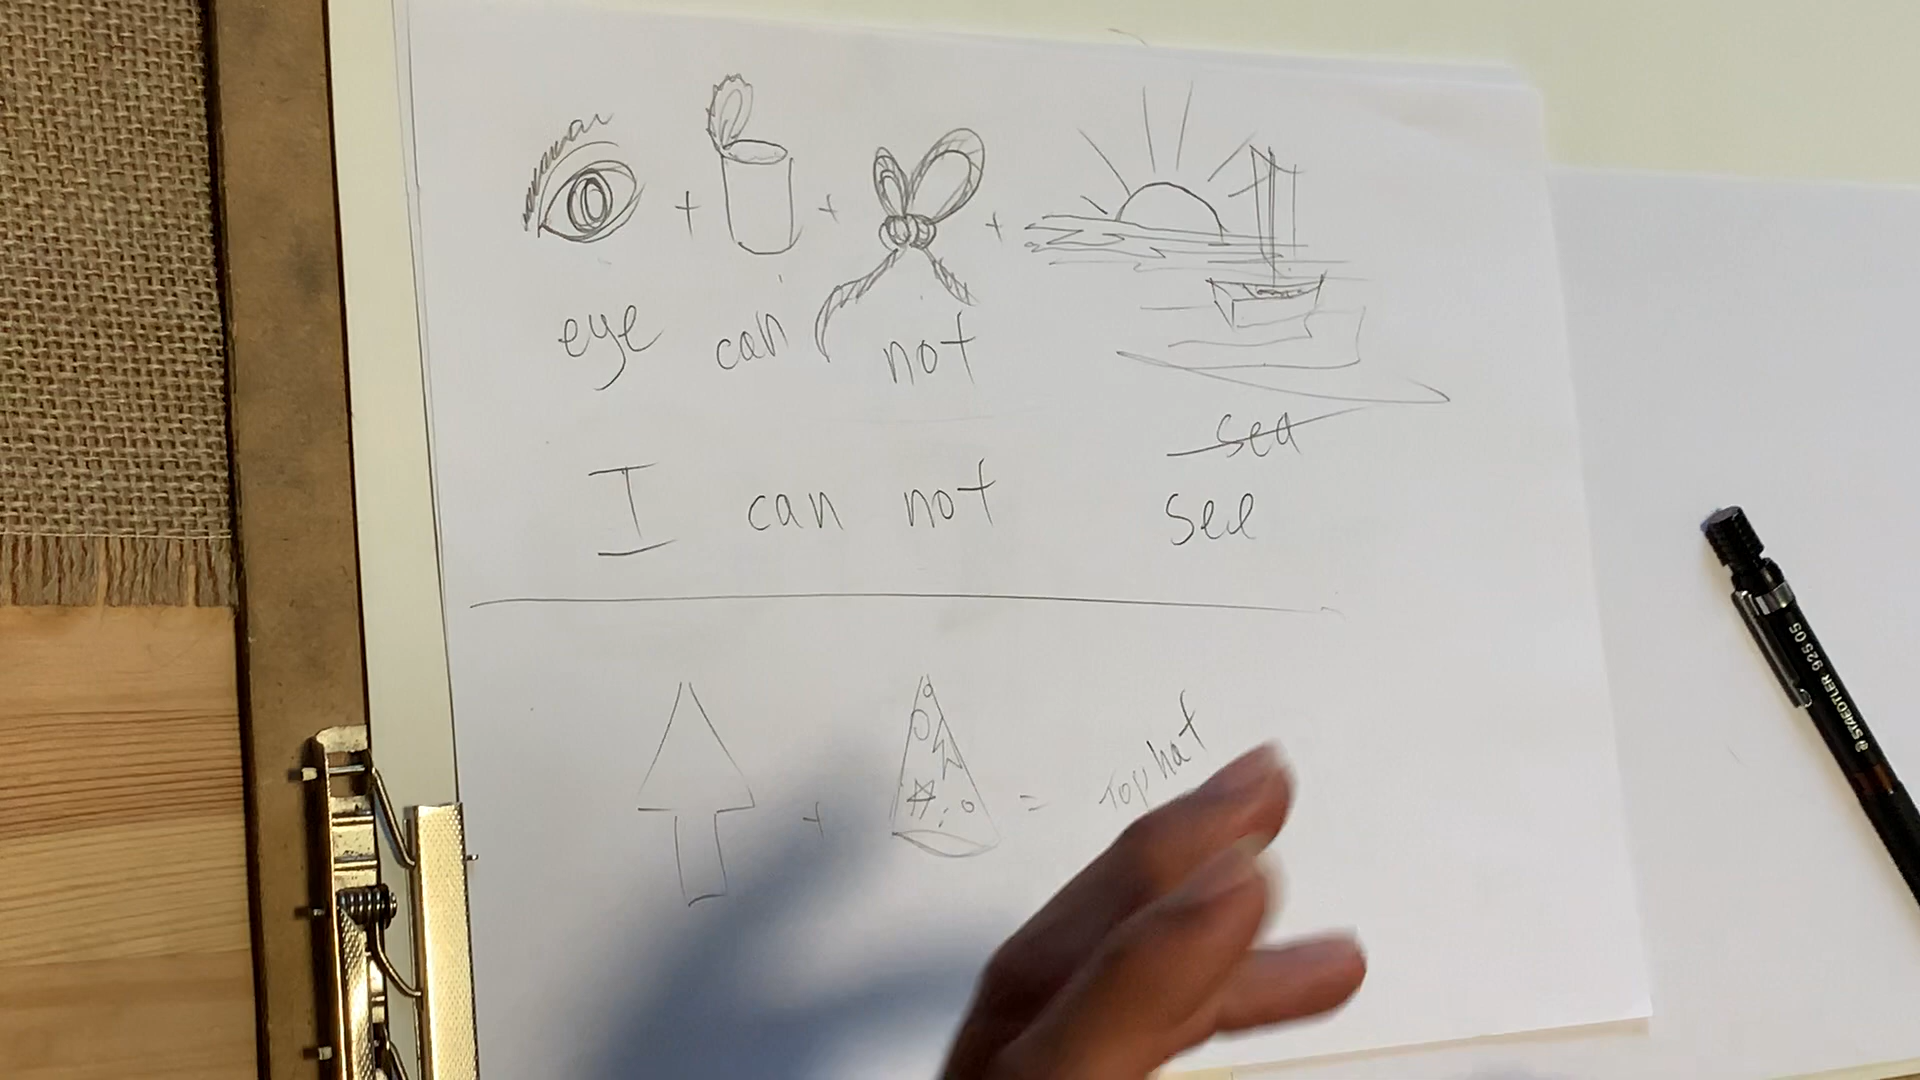 + + +
eye can not
sea
I can not see
+ = Top hat
STAEDTLER 925 05